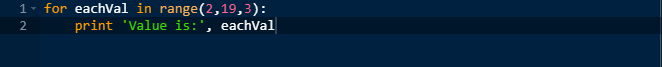 1 for eachVal in range(2,19,3):
2     print 'Value is:', eachVal